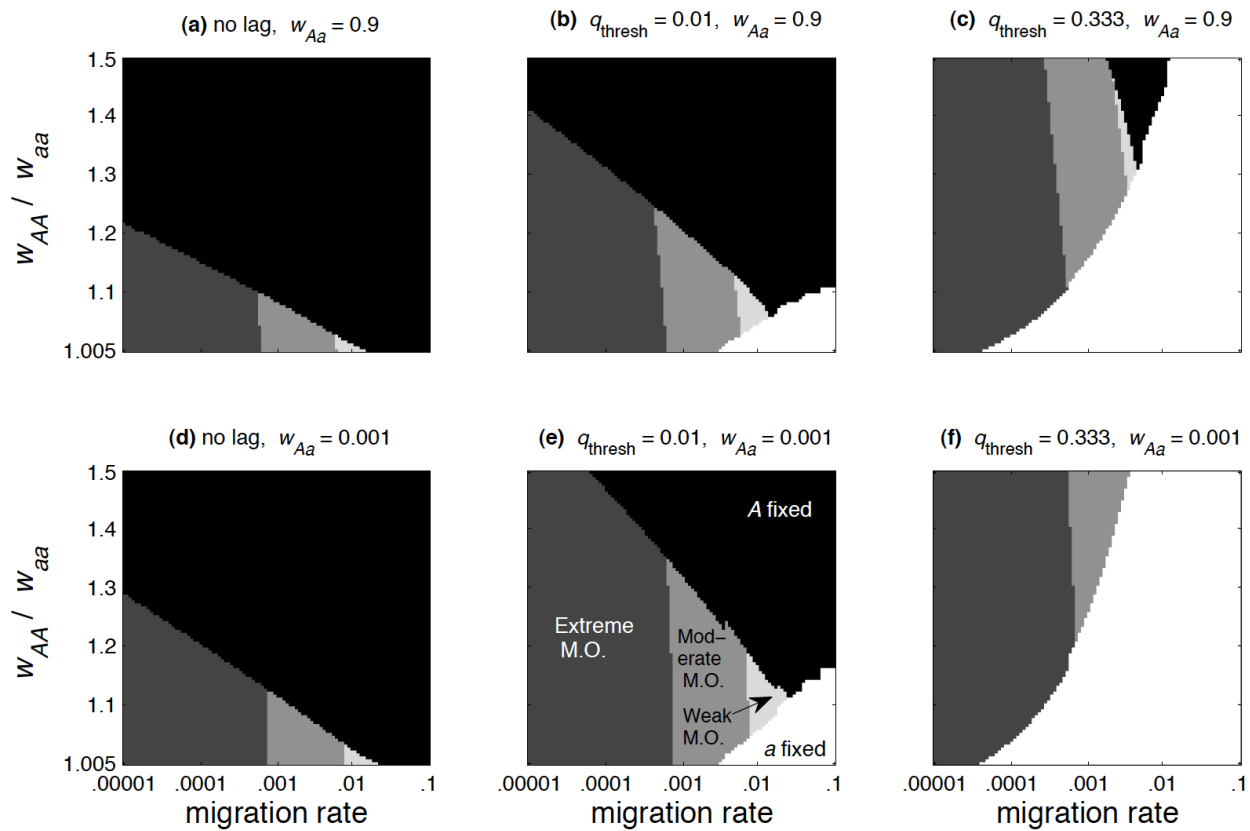 (a) no lag, w_Aa = 0.9
(b) q_thresh = 0.01, w_Aa = 0.9
(c) q_thresh = 0.333, w_Aa = 0.9
1.5
1.4
1.3
1.2
1.1
1.005
w_AA / w_aa
(d) no lag, w_Aa = 0.001
(e) q_thresh = 0.01, w_Aa = 0.001
(f) q_thresh = 0.333, w_Aa = 0.001
1.5
1.4
1.3
1.2
1.1
1.005
w_AA / w_aa
A fixed
Extreme
M.O.
Mod–
erate
M.O.
Weak
M.O.
a fixed
.00001 .0001 .001 .01 .1
.00001 .0001 .001 .01 .1
.00001 .0001 .001 .01 .1
migration rate
migration rate
migration rate